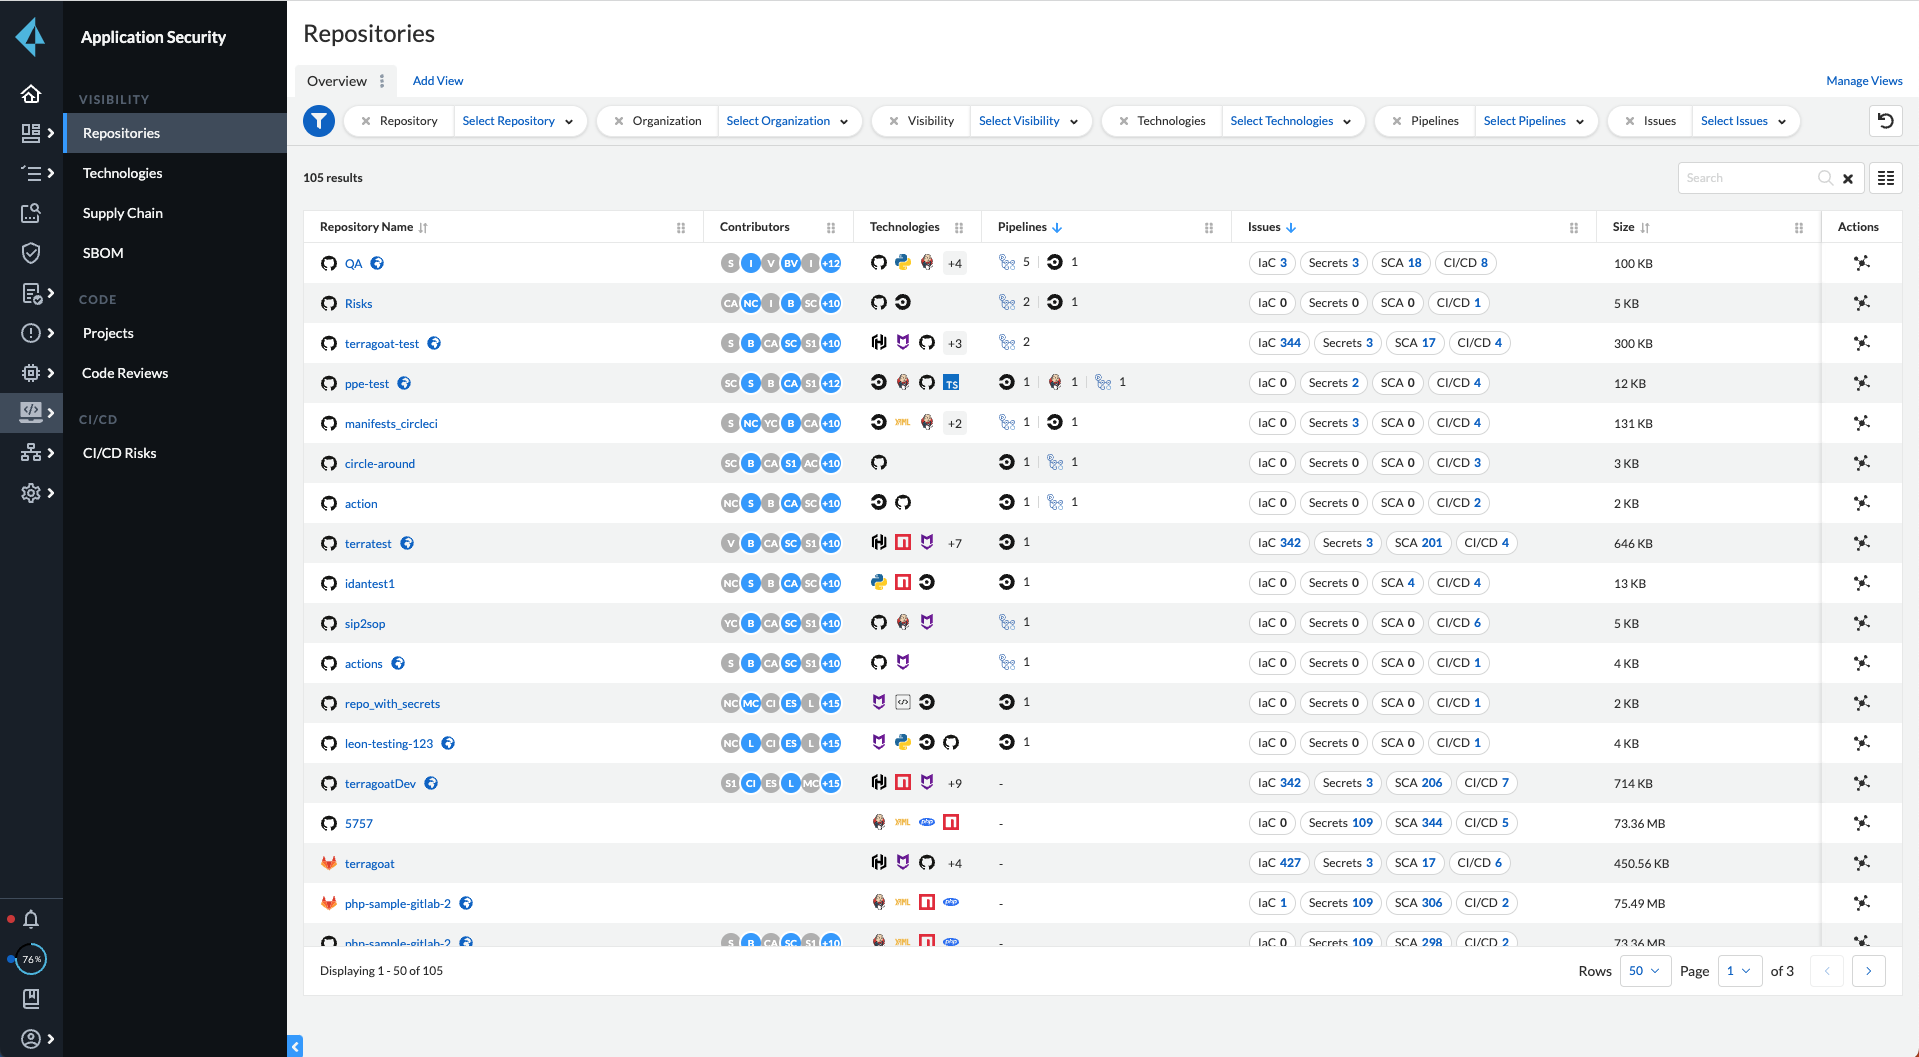 Application Security
VISIBILITY
Repositories
Technologies
Supply Chain
SBOM
CODE
Projects
Code Reviews
CI/CD
CI/CD Risks
76%
Repositories
Overview Add View Manage Views
Repository Select Repository Organization Select Organization Visibility Select Visibility Technologies Select Technologies Pipelines Select Pipelines Issues Select Issues
105 results Search
Repository Name Contributors Technologies Pipelines Issues Size Actions
QA S I V BV I +12 +4 5 1 IaC 3 Secrets 3 SCA 18 CI/CD 8 100 KB
Risks CA NC I B SC +10 2 1 IaC 0 Secrets 0 SCA 0 CI/CD 1 5 KB
terragoat-test S B CA SC S1 +10 +3 2 IaC 344 Secrets 3 SCA 17 CI/CD 4 300 KB
ppe-test SC S B CA S1 +12 TS 1 1 1 IaC 0 Secrets 2 SCA 0 CI/CD 4 12 KB
manifests_circleci S NC YC B CA +10 YAML +2 1 1 IaC 0 Secrets 3 SCA 0 CI/CD 4 131 KB
circle-around SC B CA S1 AC +10 1 1 IaC 0 Secrets 0 SCA 0 CI/CD 3 3 KB
action NC S B CA SC +10 1 1 IaC 0 Secrets 0 SCA 0 CI/CD 2 2 KB
terratest V B CA SC S1 +10 +7 1 IaC 342 Secrets 3 SCA 201 CI/CD 4 646 KB
idantest1 NC S B CA SC +10 1 IaC 0 Secrets 0 SCA 4 CI/CD 4 13 KB
sip2sop YC B CA SC S1 +10 1 IaC 0 Secrets 0 SCA 0 CI/CD 6 5 KB
actions S B CA SC S1 +10 1 IaC 0 Secrets 0 SCA 0 CI/CD 1 4 KB
repo_with_secrets NC MC CI ES L +15 1 IaC 0 Secrets 0 SCA 0 CI/CD 1 2 KB
leon-testing-123 NC L CI ES L +15 1 IaC 0 Secrets 0 SCA 0 CI/CD 1 4 KB
terragoatDev S1 CI ES L MC +15 +9 - IaC 342 Secrets 3 SCA 206 CI/CD 7 714 KB
5757 YAML php - IaC 0 Secrets 109 SCA 344 CI/CD 5 73.36 MB
terragoat +4 - IaC 427 Secrets 3 SCA 17 CI/CD 6 450.56 KB
php-sample-gitlab-2 YAML php - IaC 1 Secrets 109 SCA 306 CI/CD 2 75.49 MB
php-sample-gitlab-2 S B CA SC S1 +10 YAML php - IaC 0 Secrets 109 SCA 298 CI/CD 2 73.36 MB
Displaying 1 - 50 of 105 Rows 50 Page 1 of 3